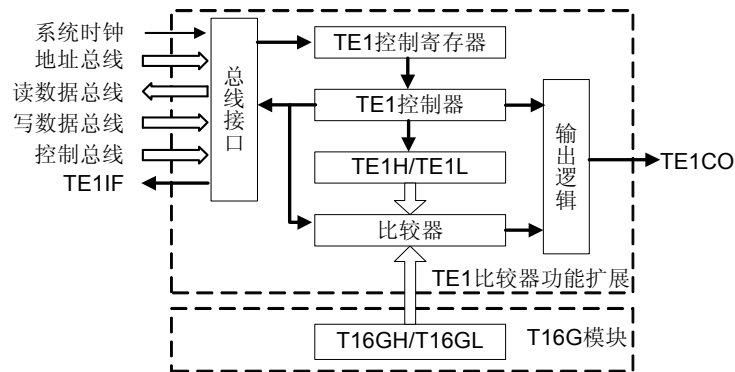 系统时钟
地址总线
读数据总线
写数据总线
控制总线
TE1IF
总线接口
TE1控制寄存器
TE1控制器
TE1H/TE1L
比较器
输出逻辑
TE1CO
TE1比较器功能扩展
T16GH/T16GL
T16G模块